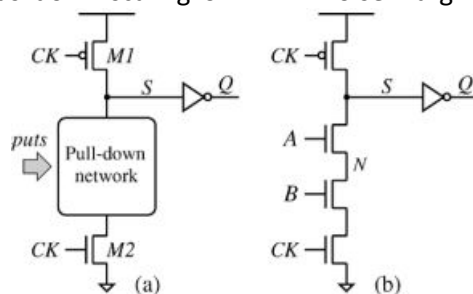 CK M1 CK
S Q S Q
puts Pull-down network A
N
B
CK M2 CK
(a) (b)